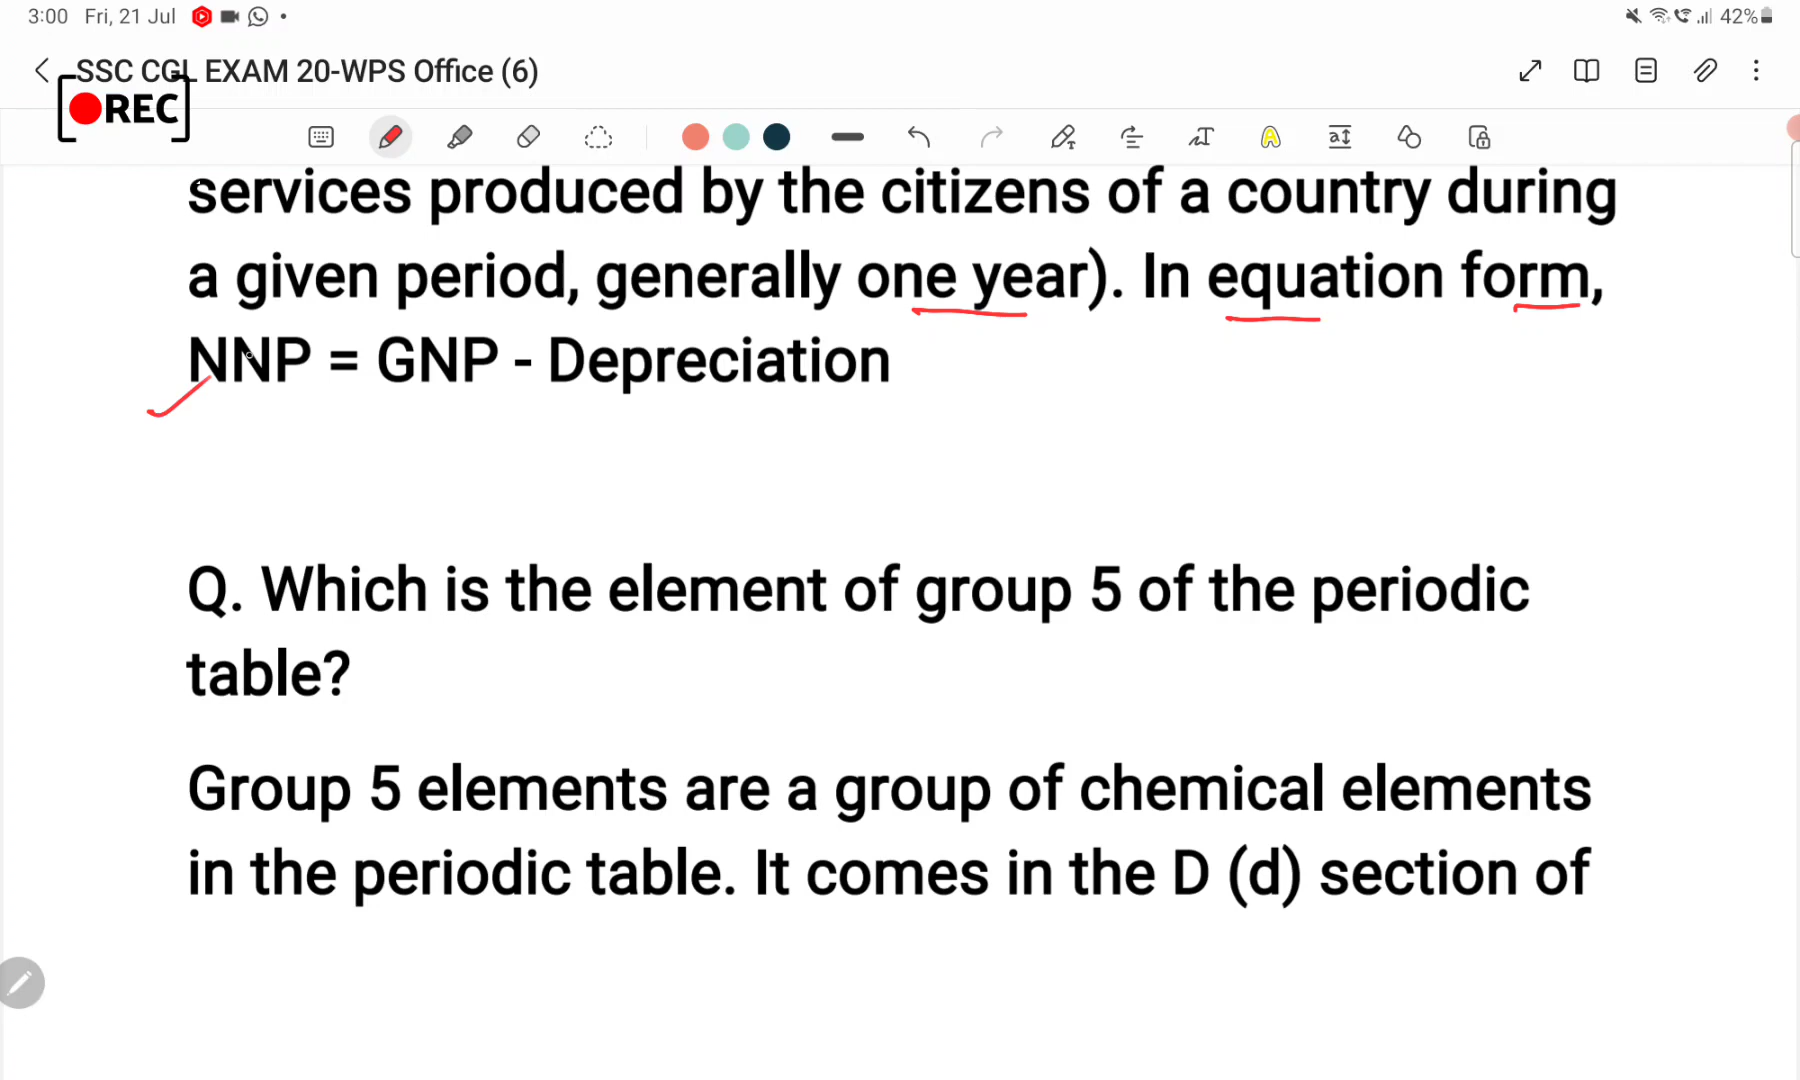 3:00 Fri, 21 Jul
42%
SSC CGL EXAM 20-WPS Office (6)
REC
services produced by the citizens of a country during
a given period, generally one year). In equation form,
NNP = GNP - Depreciation
Q. Which is the element of group 5 of the periodic
table?
Group 5 elements are a group of chemical elements
in the periodic table. It comes in the D (d) section of